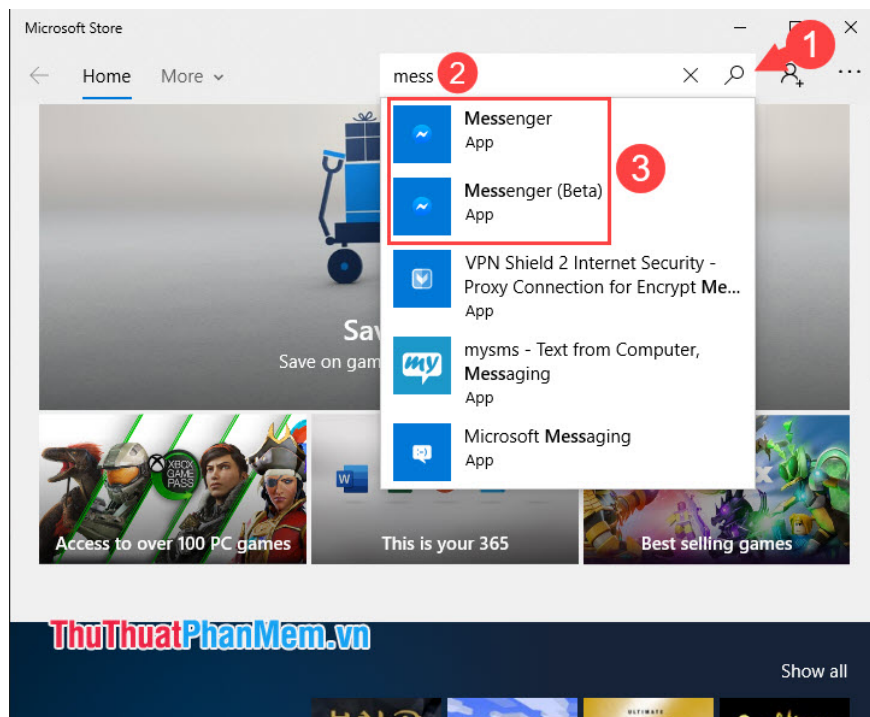 Microsoft Store
1
Home More
mess 2
Messenger
App
3
Messenger (Beta)
App
VPN Shield 2 Internet Security -
Proxy Connection for Encrypt Me...
App
my
mysms - Text from Computer,
Messaging
App
Microsoft Messaging
App
Save on gam
XBOX
GAME
PASS
W
Access to over 100 PC games
This is your 365
Best selling games
ThuThuatPhanMem.vn
Show all
ULTIMATE